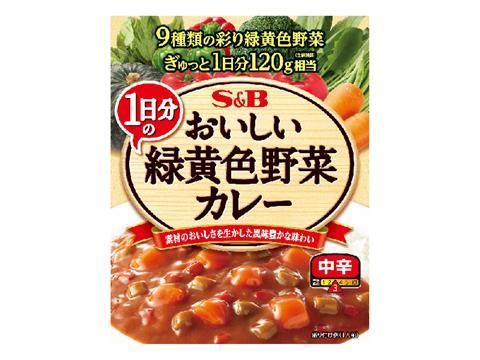 9種類の彩り緑黄色野菜
ぎゅっと1日分120g相当
S&B
1日分の
おいしい
緑黄色野菜
カレー
素材のおいしさを生かした風味豊かな味わい
中辛
3